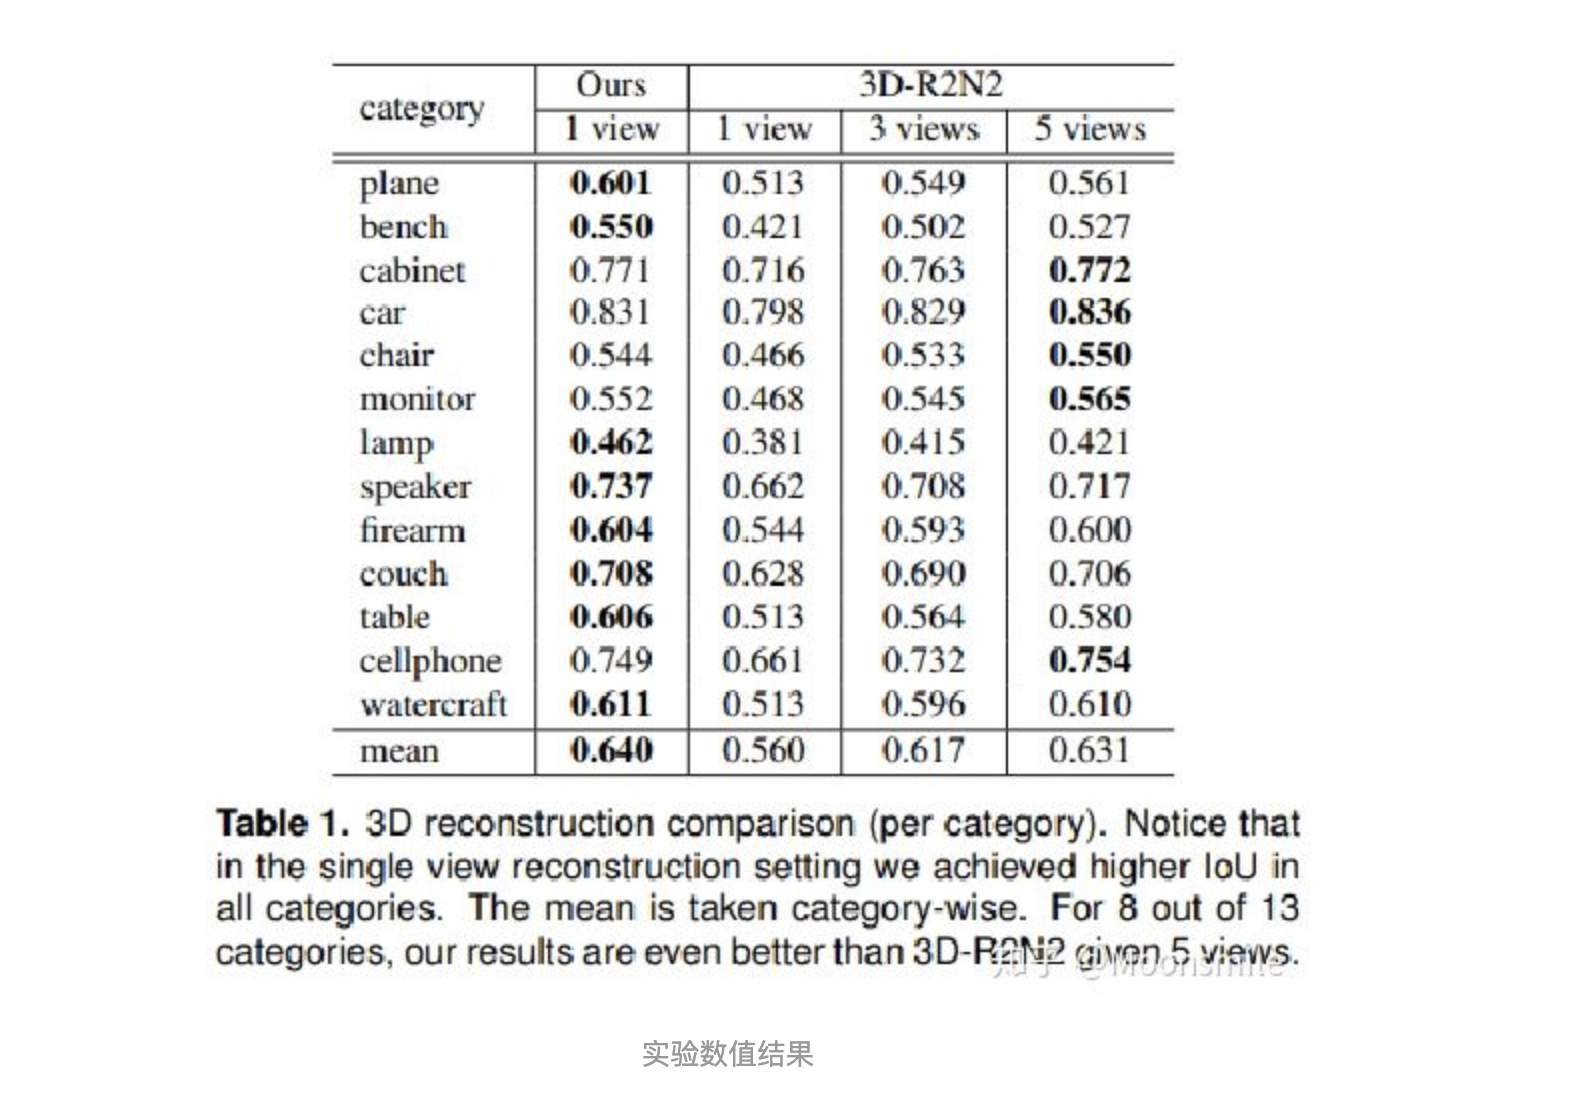 category Ours 3D-R2N2
1 view 1 view 3 views 5 views
plane 0.601 0.513 0.549 0.561
bench 0.550 0.421 0.502 0.527
cabinet 0.771 0.716 0.763 0.772
car 0.831 0.798 0.829 0.836
chair 0.544 0.466 0.533 0.550
monitor 0.552 0.468 0.545 0.565
lamp 0.462 0.381 0.415 0.421
speaker 0.737 0.662 0.708 0.717
firearm 0.604 0.544 0.593 0.600
couch 0.708 0.628 0.690 0.706
table 0.606 0.513 0.564 0.580
cellphone 0.749 0.661 0.732 0.754
watercraft 0.611 0.513 0.596 0.610
mean 0.640 0.560 0.617 0.631
Table 1. 3D reconstruction comparison (per category). Notice that
in the single view reconstruction setting we achieved higher IoU in
all categories. The mean is taken category-wise. For 8 out of 13
categories, our results are even better than 3D-R2N2 given 5 views.
知乎 @Moonsmile
实验数值结果